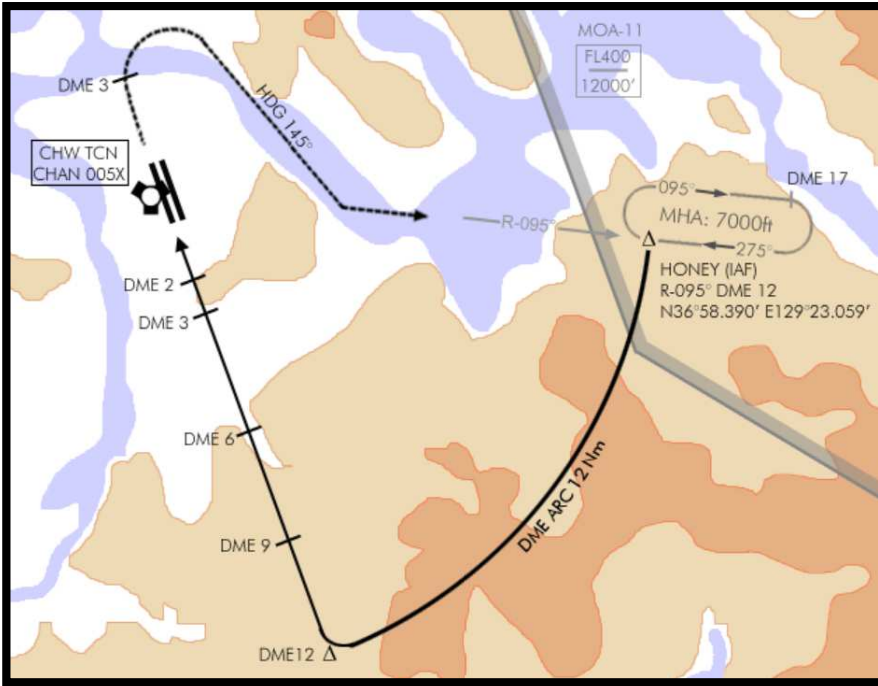 MOA-11
FL400
12000'
DME 3
HDG 145°
CHW TCN
CHAN 005X
DME 17
095°
MHA: 7000ft
R-095°
275°
HONEY (IAF)
R-095° DME 12
N36°58.390' E129°23.059'
DME 2
DME 3
DME 6
DME ARC 12 Nm
DME 9
DME12